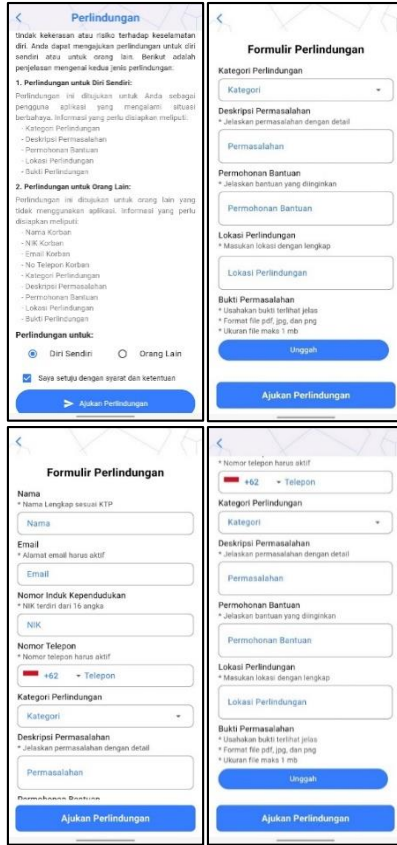 Perlindungan
tindak kekerasan atau risiko terhadap keselamatan
diri. Anda dapat mengajukan perlindungan untuk diri
sendiri atau untuk orang lain. Berikut adalah
penjelasan mengenai kedua jenis perlindungan:
1. Perlindungan untuk Diri Sendiri:
Perlindungan ini ditujukan untuk Anda sebagai
pengguna aplikasi yang mengalami situasi
berbahaya. Informasi yang perlu disiapkan meliputi:
- Kategori Perlindungan
- Deskripsi Permasalahan
- Permohonan Bantuan
- Lokasi Perlindungan
- Bukti Perlindungan
2. Perlindungan untuk Orang Lain:
Perlindungan ini ditujukan untuk orang lain yang
tidak menggunakan aplikasi. Informasi yang perlu
disiapkan meliputi:
- Nama Korban
- NIK Korban
- Email Korban
- No Telepon Korban
- Kategori Perlindungan
- Deskripsi Permasalahan
- Permohonan Bantuan
- Lokasi Perlindungan
- Bukti Perlindungan
Perlindungan untuk:
Diri Sendiri Orang Lain
Saya setuju dengan syarat dan ketentuan
Ajukan Perlindungan
Formulir Perlindungan
Kategori Perlindungan
Kategori
Deskripsi Permasalahan
* Jelaskan permasalahan dengan detail
Permasalahan
Permohonan Bantuan
* Jelaskan bantuan yang diinginkan
Permohonan Bantuan
Lokasi Perlindungan
* Masukan lokasi dengan lengkap
Lokasi Perlindungan
Bukti Permasalahan
* Usahakan bukti terlihat jelas
* Format file pdf, jpg, dan png
* Ukuran file maks 1 mb
Unggah
Ajukan Perlindungan
Formulir Perlindungan
Nama
* Nama Lengkap sesuai KTP
Nama
Email
* Alamat email harus aktif
Email
Nomor Induk Kependudukan
* NIK terdiri dari 16 angka
NIK
Nomor Telepon
* Nomor telepon harus aktif
+62 Telepon
Kategori Perlindungan
Kategori
Deskripsi Permasalahan
* Jelaskan permasalahan dengan detail
Permasalahan
Permohonan Bantuan
Ajukan Perlindungan
* Nomor telepon harus aktif
+62 Telepon
Kategori Perlindungan
Kategori
Deskripsi Permasalahan
* Jelaskan permasalahan dengan detail
Permasalahan
Permohonan Bantuan
* Jelaskan bantuan yang diinginkan
Permohonan Bantuan
Lokasi Perlindungan
* Masukan lokasi dengan lengkap
Lokasi Perlindungan
Bukti Permasalahan
* Usahakan bukti terlihat jelas
* Format file pdf, jpg, dan png
* Ukuran file maks 1 mb
Unggah
Ajukan Perlindungan